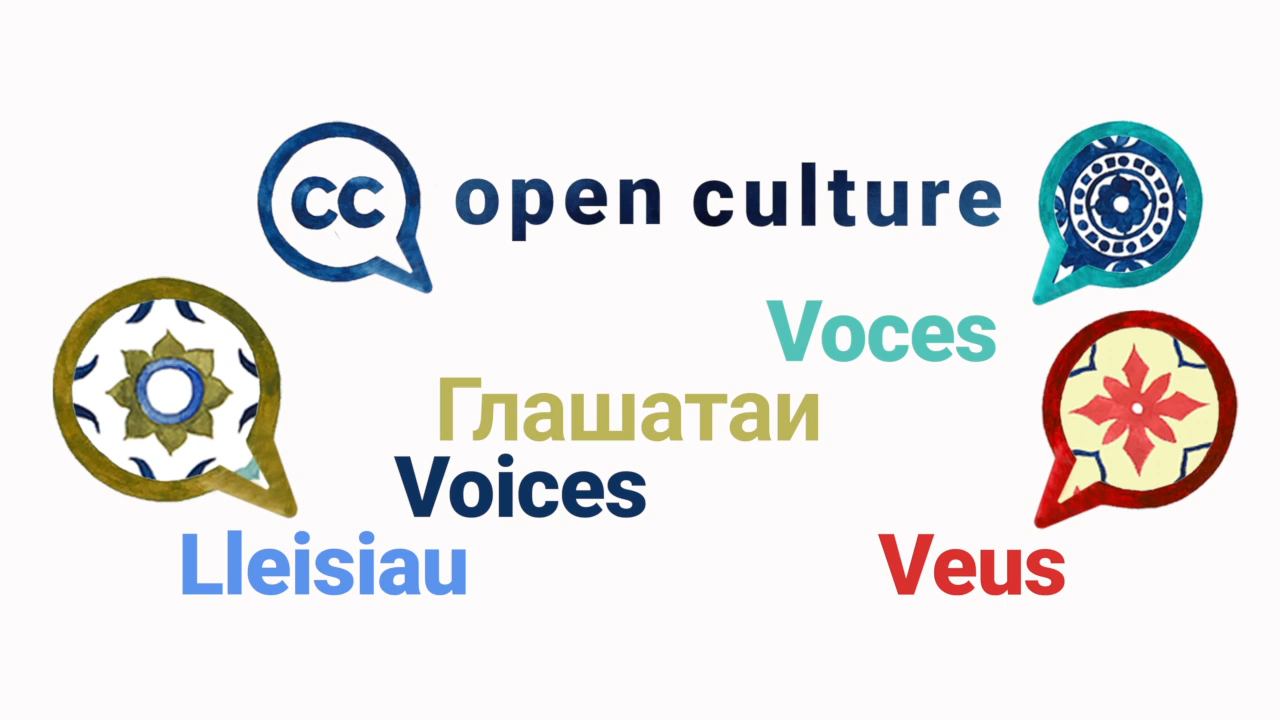 cc open culture
Voces
Глашатаи
Voices
Lleisiau
Veus